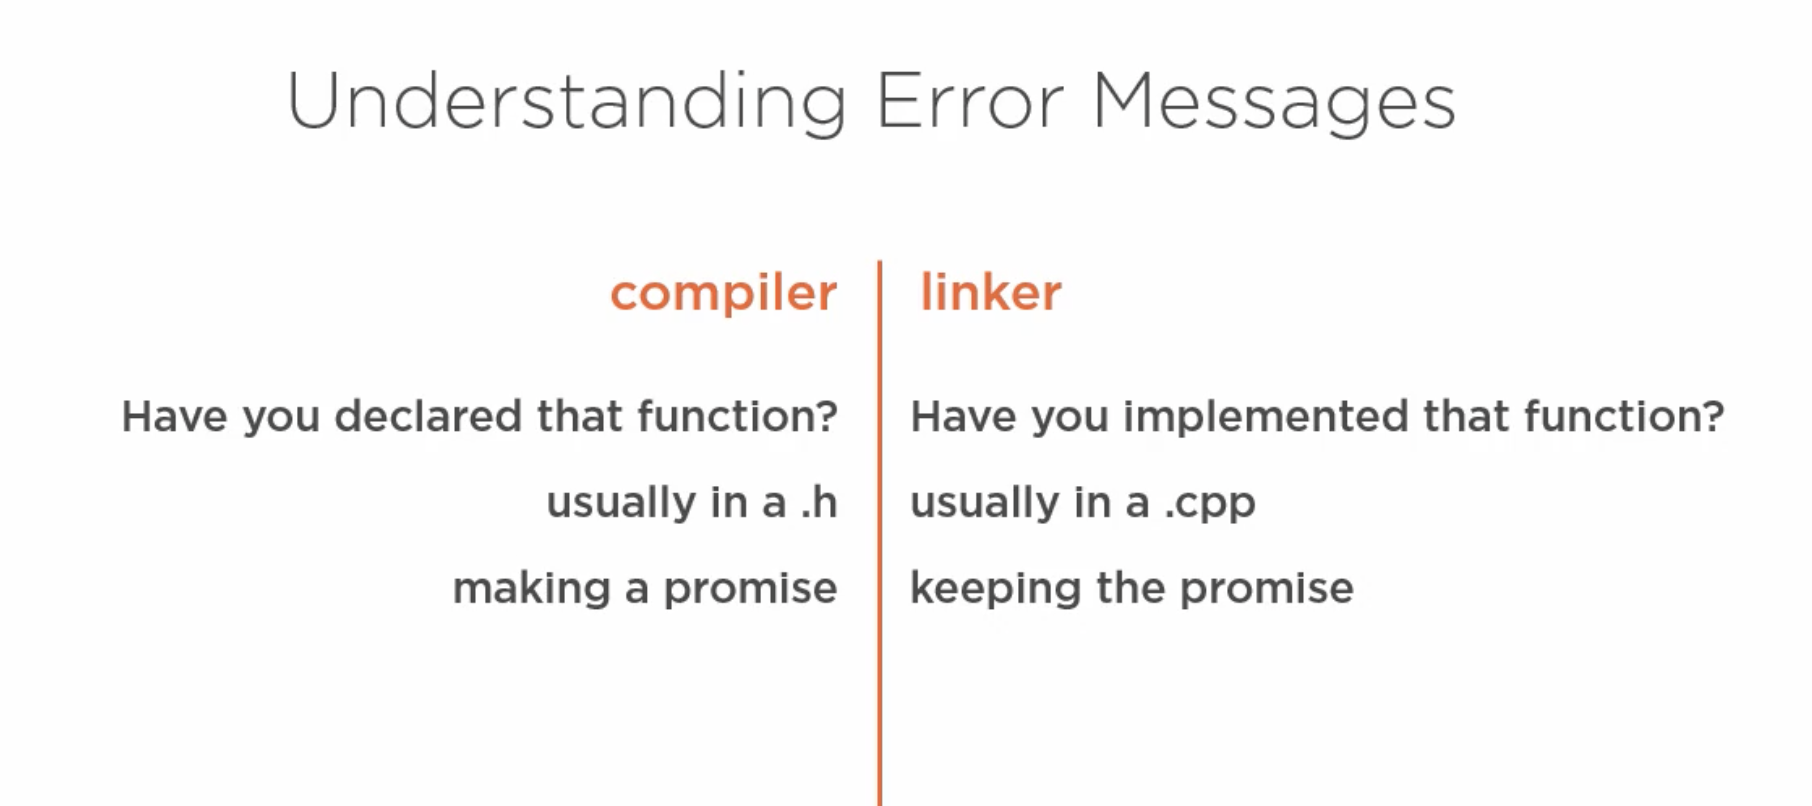 Understanding Error Messages
compiler
Have you declared that function?
usually in a .h
making a promise
linker
Have you implemented that function?
usually in a .cpp
keeping the promise